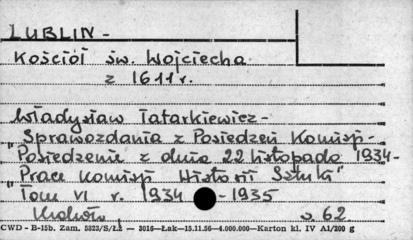 LUBLIN -
Kościół św. Wojciecha
z 1611 r.
Władysław Tatarkiewicz -
"Sprawozdania z Posiedzeń Komisji -
Posiedzenie z dnia 22 listopada 1934 -
"Prace Komisji Historii Sztuki"
Tom VI r. 1934 - 1935
Kraków, s. 62.
CWD - B-15b. Zam. 5323/S/ŁŻ — 3016—Łak—15.11.56—4.000.000—Karton kl. IV A1/200 g